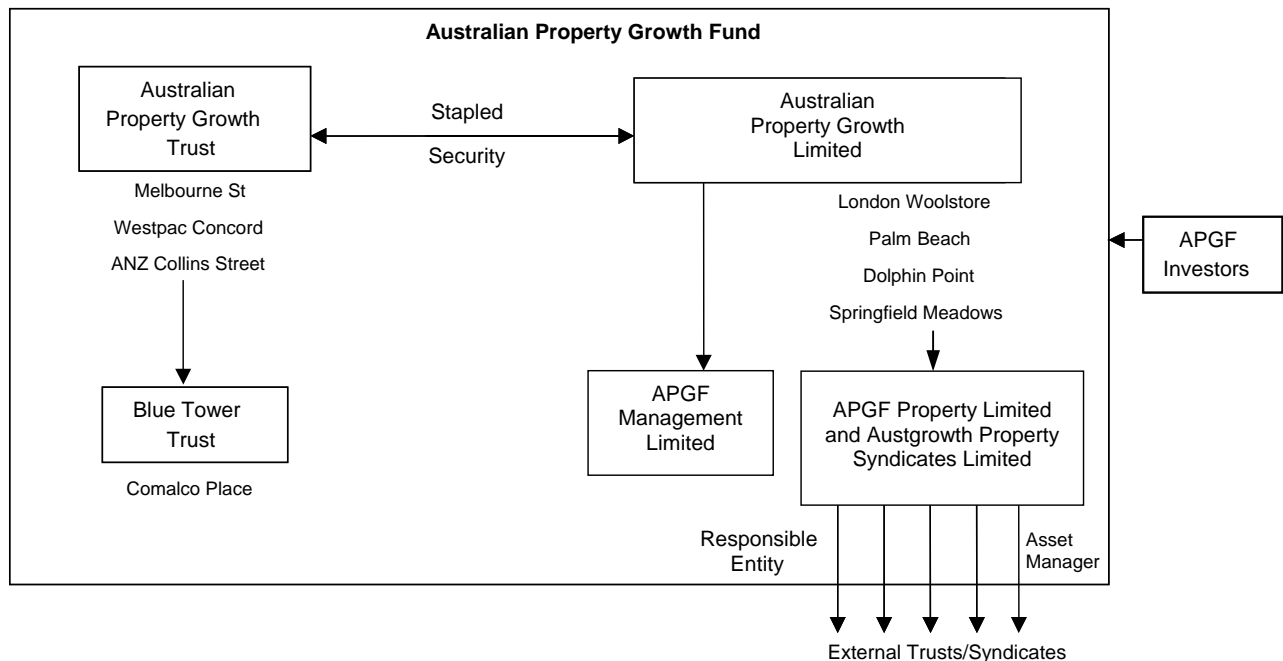 Australian Property Growth Fund
Australian
Property Growth
Trust
Stapled
Security
Australian
Property Growth
Limited
Melbourne St
Westpac Concord
ANZ Collins Street
London Woolstore
Palm Beach
Dolphin Point
Springfield Meadows
APGF
Investors
Blue Tower
Trust
Comalco Place
APGF
Management
Limited
APGF Property Limited
and Austgrowth Property
Syndicates Limited
Responsible
Entity
Asset
Manager
External Trusts/Syndicates